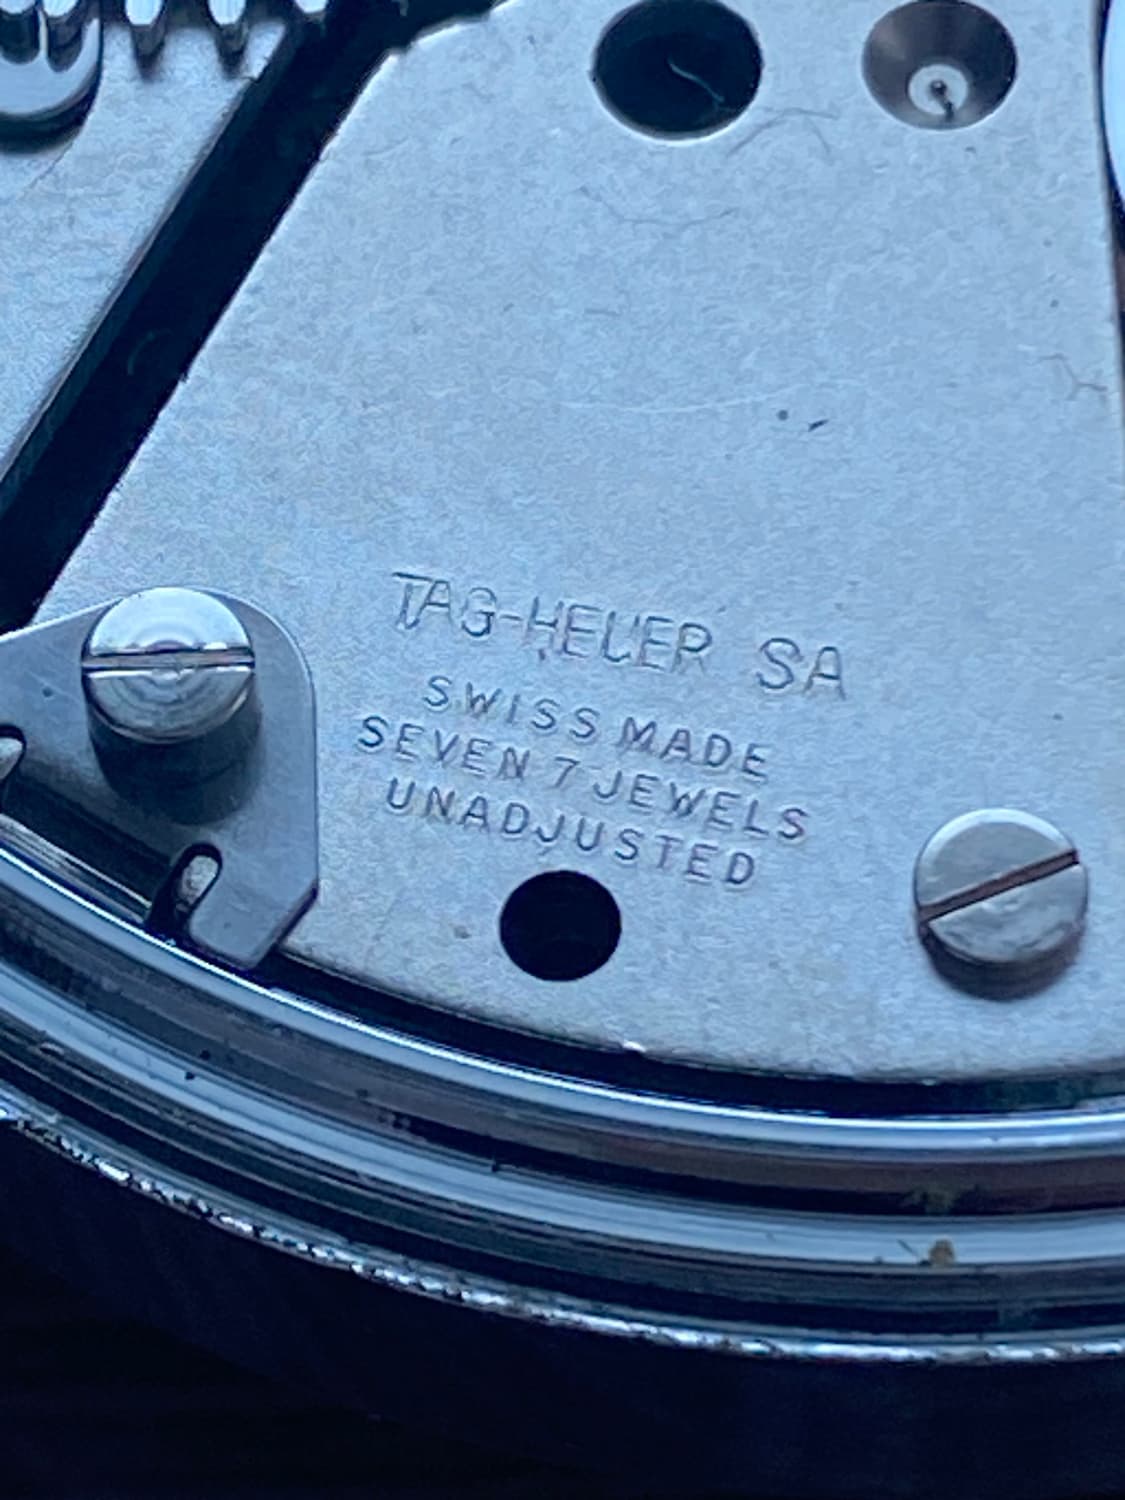 TAG-HEUER SA
SWISS MADE
SEVEN 7 JEWELS
UNADJUSTED